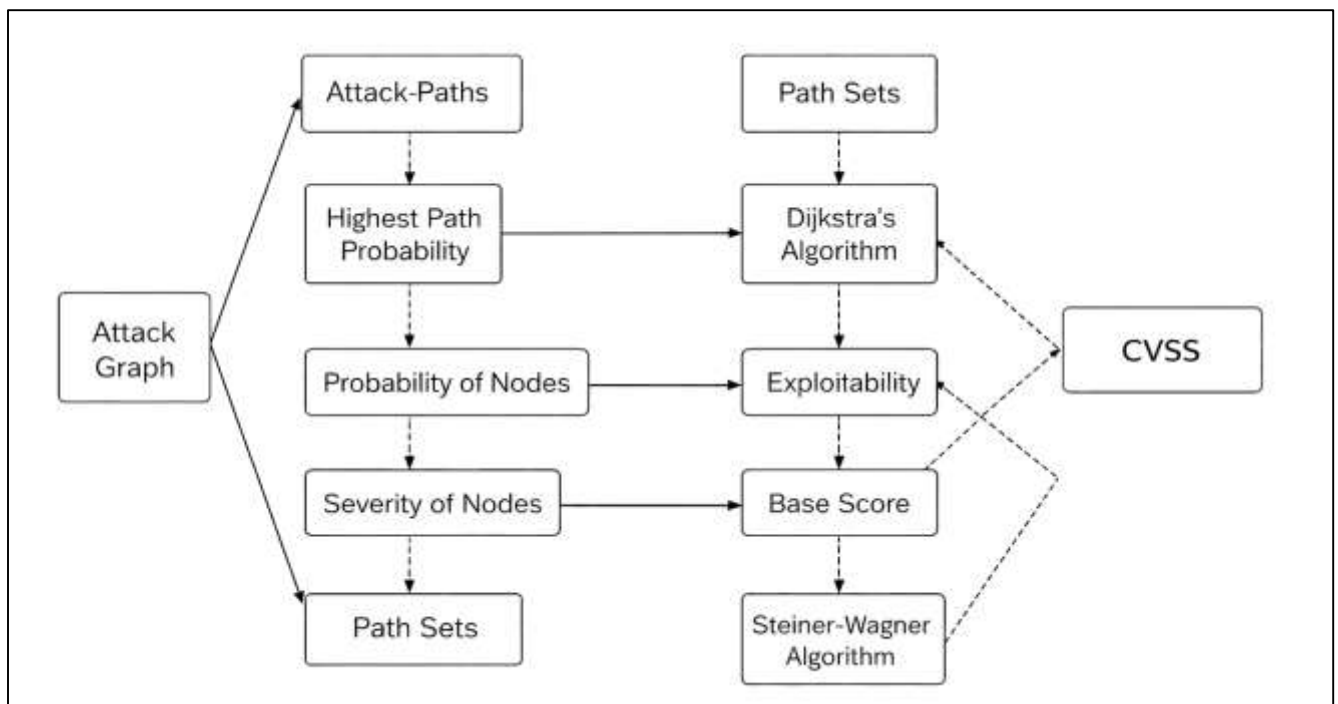 Attack-Paths
Path Sets
Highest Path
Probability
Dijkstra's
Algorithm
Attack
Graph
CVSS
Probability of Nodes
Exploitability
Severity of Nodes
Base Score
Path Sets
Steiner-Wagner
Algorithm